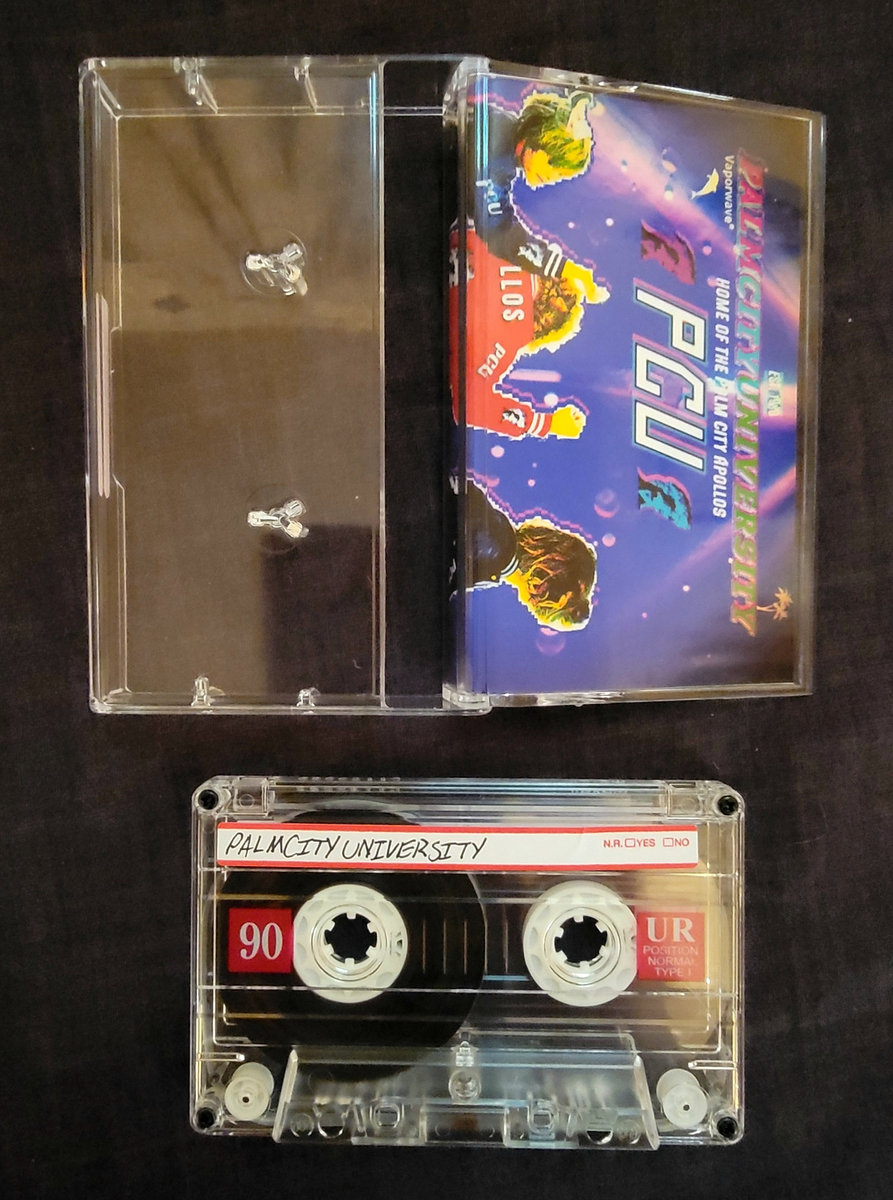 PALMCITYUNIVERSITY
Vaporwave®
HOME OF THE PALM CITY APOLLOS
PCU
PCU
LLOS
PCU
PALMCITY UNIVERSITY
N.R. YES NO
90
UR
POSITION
NORMAL
TYPE I